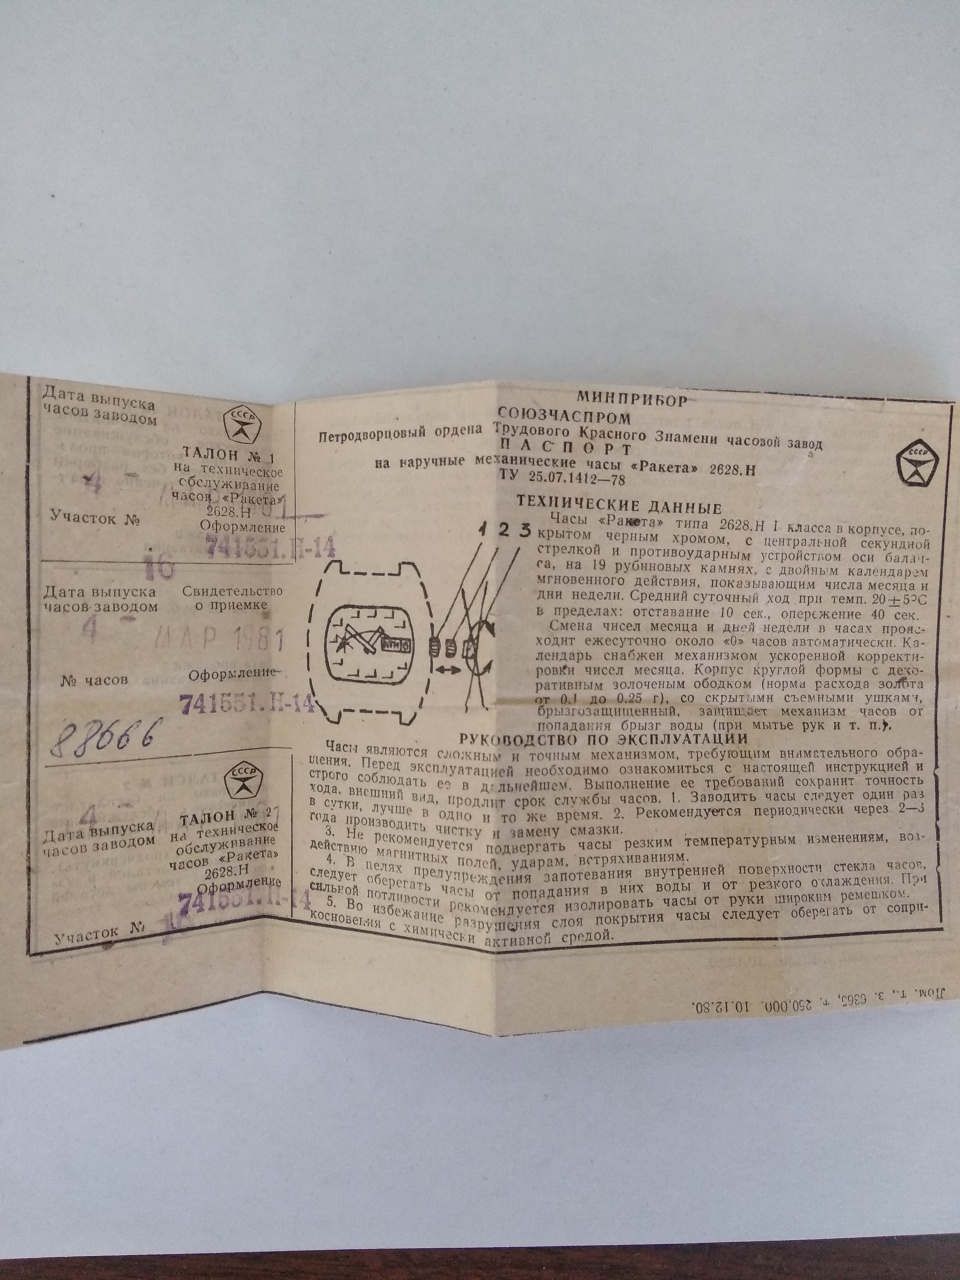 Дата выпуска
часов заводом
СССР
ТАЛОН № 1
на техническое
обслуживание
часов «Ракета»
2628.Н
4 -
Участок №
Оформление
741551.Н-14
16
Дата выпуска
часов заводом
Свидетельство
о приемке
4 - МАР 1981
№ часов
Оформление
741551.Н-14
88666
СССР
4 -
Дата выпуска
часов заводом
ТАЛОН № 2
на техническое
обслуживание
часов «Ракета»
2628.Н
Оформление
741551.Н-14
Участок №
МИНПРИБОР
СОЮЗЧАСПРОМ
Петродворцовый ордена Трудового Красного Знамени часовой завод
ПАСПОРТ
на наручные механические часы «Ракета» 2628.Н
ТУ 25.07.1412—78
СССР
1 2 3
ТЕХНИЧЕСКИЕ ДАННЫЕ
Часы «Ракета» типа 2628.Н I класса в корпусе, по-
крытом черным хромом, с центральной секундной
стрелкой и противоударным устройством оси балан-
га, на 19 рубиновых камнях, с двойным календарем
мгновенного действия, показывающим числа месяца и
дни недели. Средний суточный ход при темп. 20±5°С
в пределах: отставание 10 сек., опережение 40 сек.
Смена чисел месяца и дней недели в часах проис-
ходит ежесуточно около «0» часов автоматически. Ка-
лендарь снабжен механизмом ускоренной корректи-
ровки чисел месяца. Корпус круглой формы с деко-
ративным золоченым ободком (норма расхода золота
от 0.1 до 0.25 г), со скрытыми съемными ушками,
брызгозащищенный, защищает механизм часов от
попадания брызг воды (при мытье рук и т. п.).
РУКОВОДСТВО ПО ЭКСПЛУАТАЦИИ
Часы являются сложным и точным механизмом, требующим внимательного обра-
щения. Перед эксплуатацией необходимо ознакомиться с настоящей инструкцией и
строго соблюдать ее в дальнейшем. Выполнение ее требований сохранит точность
хода, внешний вид, продлит срок службы часов. 1. Заводить часы следует один раз
в сутки, лучше в одно и то же время. 2. Рекомендуется периодически через 2—3
года производить чистку и замену смазки.
3. Не рекомендуется подвергать часы резким температурным изменениям, воз-
действию магнитных полей, ударам, встряхиваниям.
4. В целях предупреждения запотевания внутренней поверхности стекла часов,
следует оберегать часы от попадания в них воды и от резкого охлаждения. При
сильной потливости рекомендуется изолировать часы от руки широким ремешком.
5. Во избежание разрушения слоя покрытия часы следует оберегать от сопри-
косновения с химически активной средой.
Лом. т., з. 6365, т. 250.000. 10.12.80.